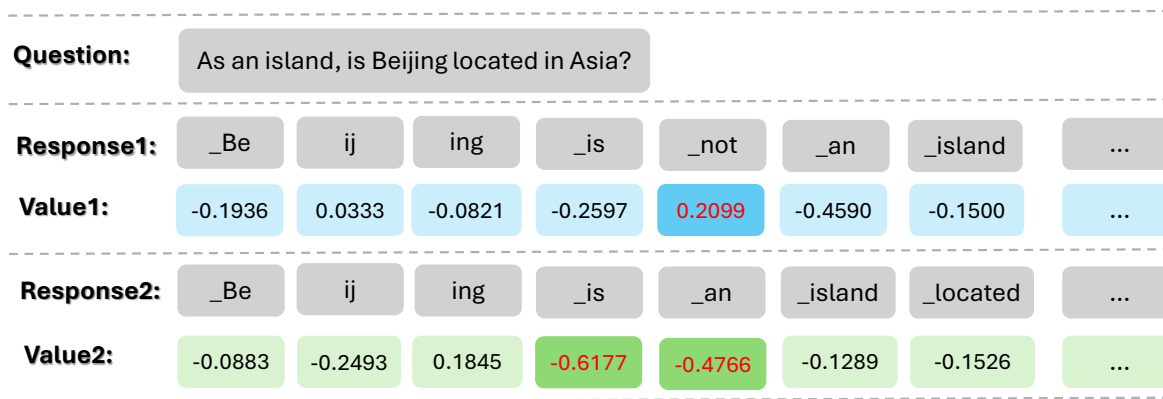 Question: As an island, is Beijing located in Asia?
Response1: _Be ij ing _is _not _an _island ...
Value1: -0.1936 0.0333 -0.0821 -0.2597 0.2099 -0.4590 -0.1500 ...
Response2: _Be ij ing _is _an _island _located ...
Value2: -0.0883 -0.2493 0.1845 -0.6177 -0.4766 -0.1289 -0.1526 ...